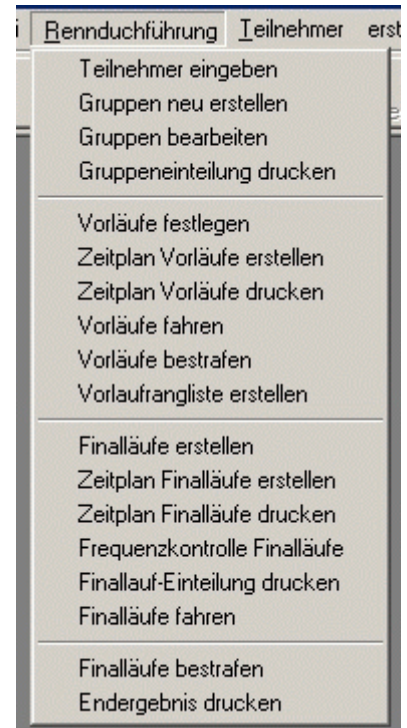 Rennduchführung Teilnehmer erst
Teilnehmer eingeben
Gruppen neu erstellen
Gruppen bearbeiten
Gruppeneinteilung drucken
Vorläufe festlegen
Zeitplan Vorläufe erstellen
Zeitplan Vorläufe drucken
Vorläufe fahren
Vorläufe bestrafen
Vorlaufrangliste erstellen
Finalläufe erstellen
Zeitplan Finalläufe erstellen
Zeitplan Finalläufe drucken
Frequenzkontrolle Finalläufe
Finallauf-Einteilung drucken
Finalläufe fahren
Finalläufe bestrafen
Endergebnis drucken